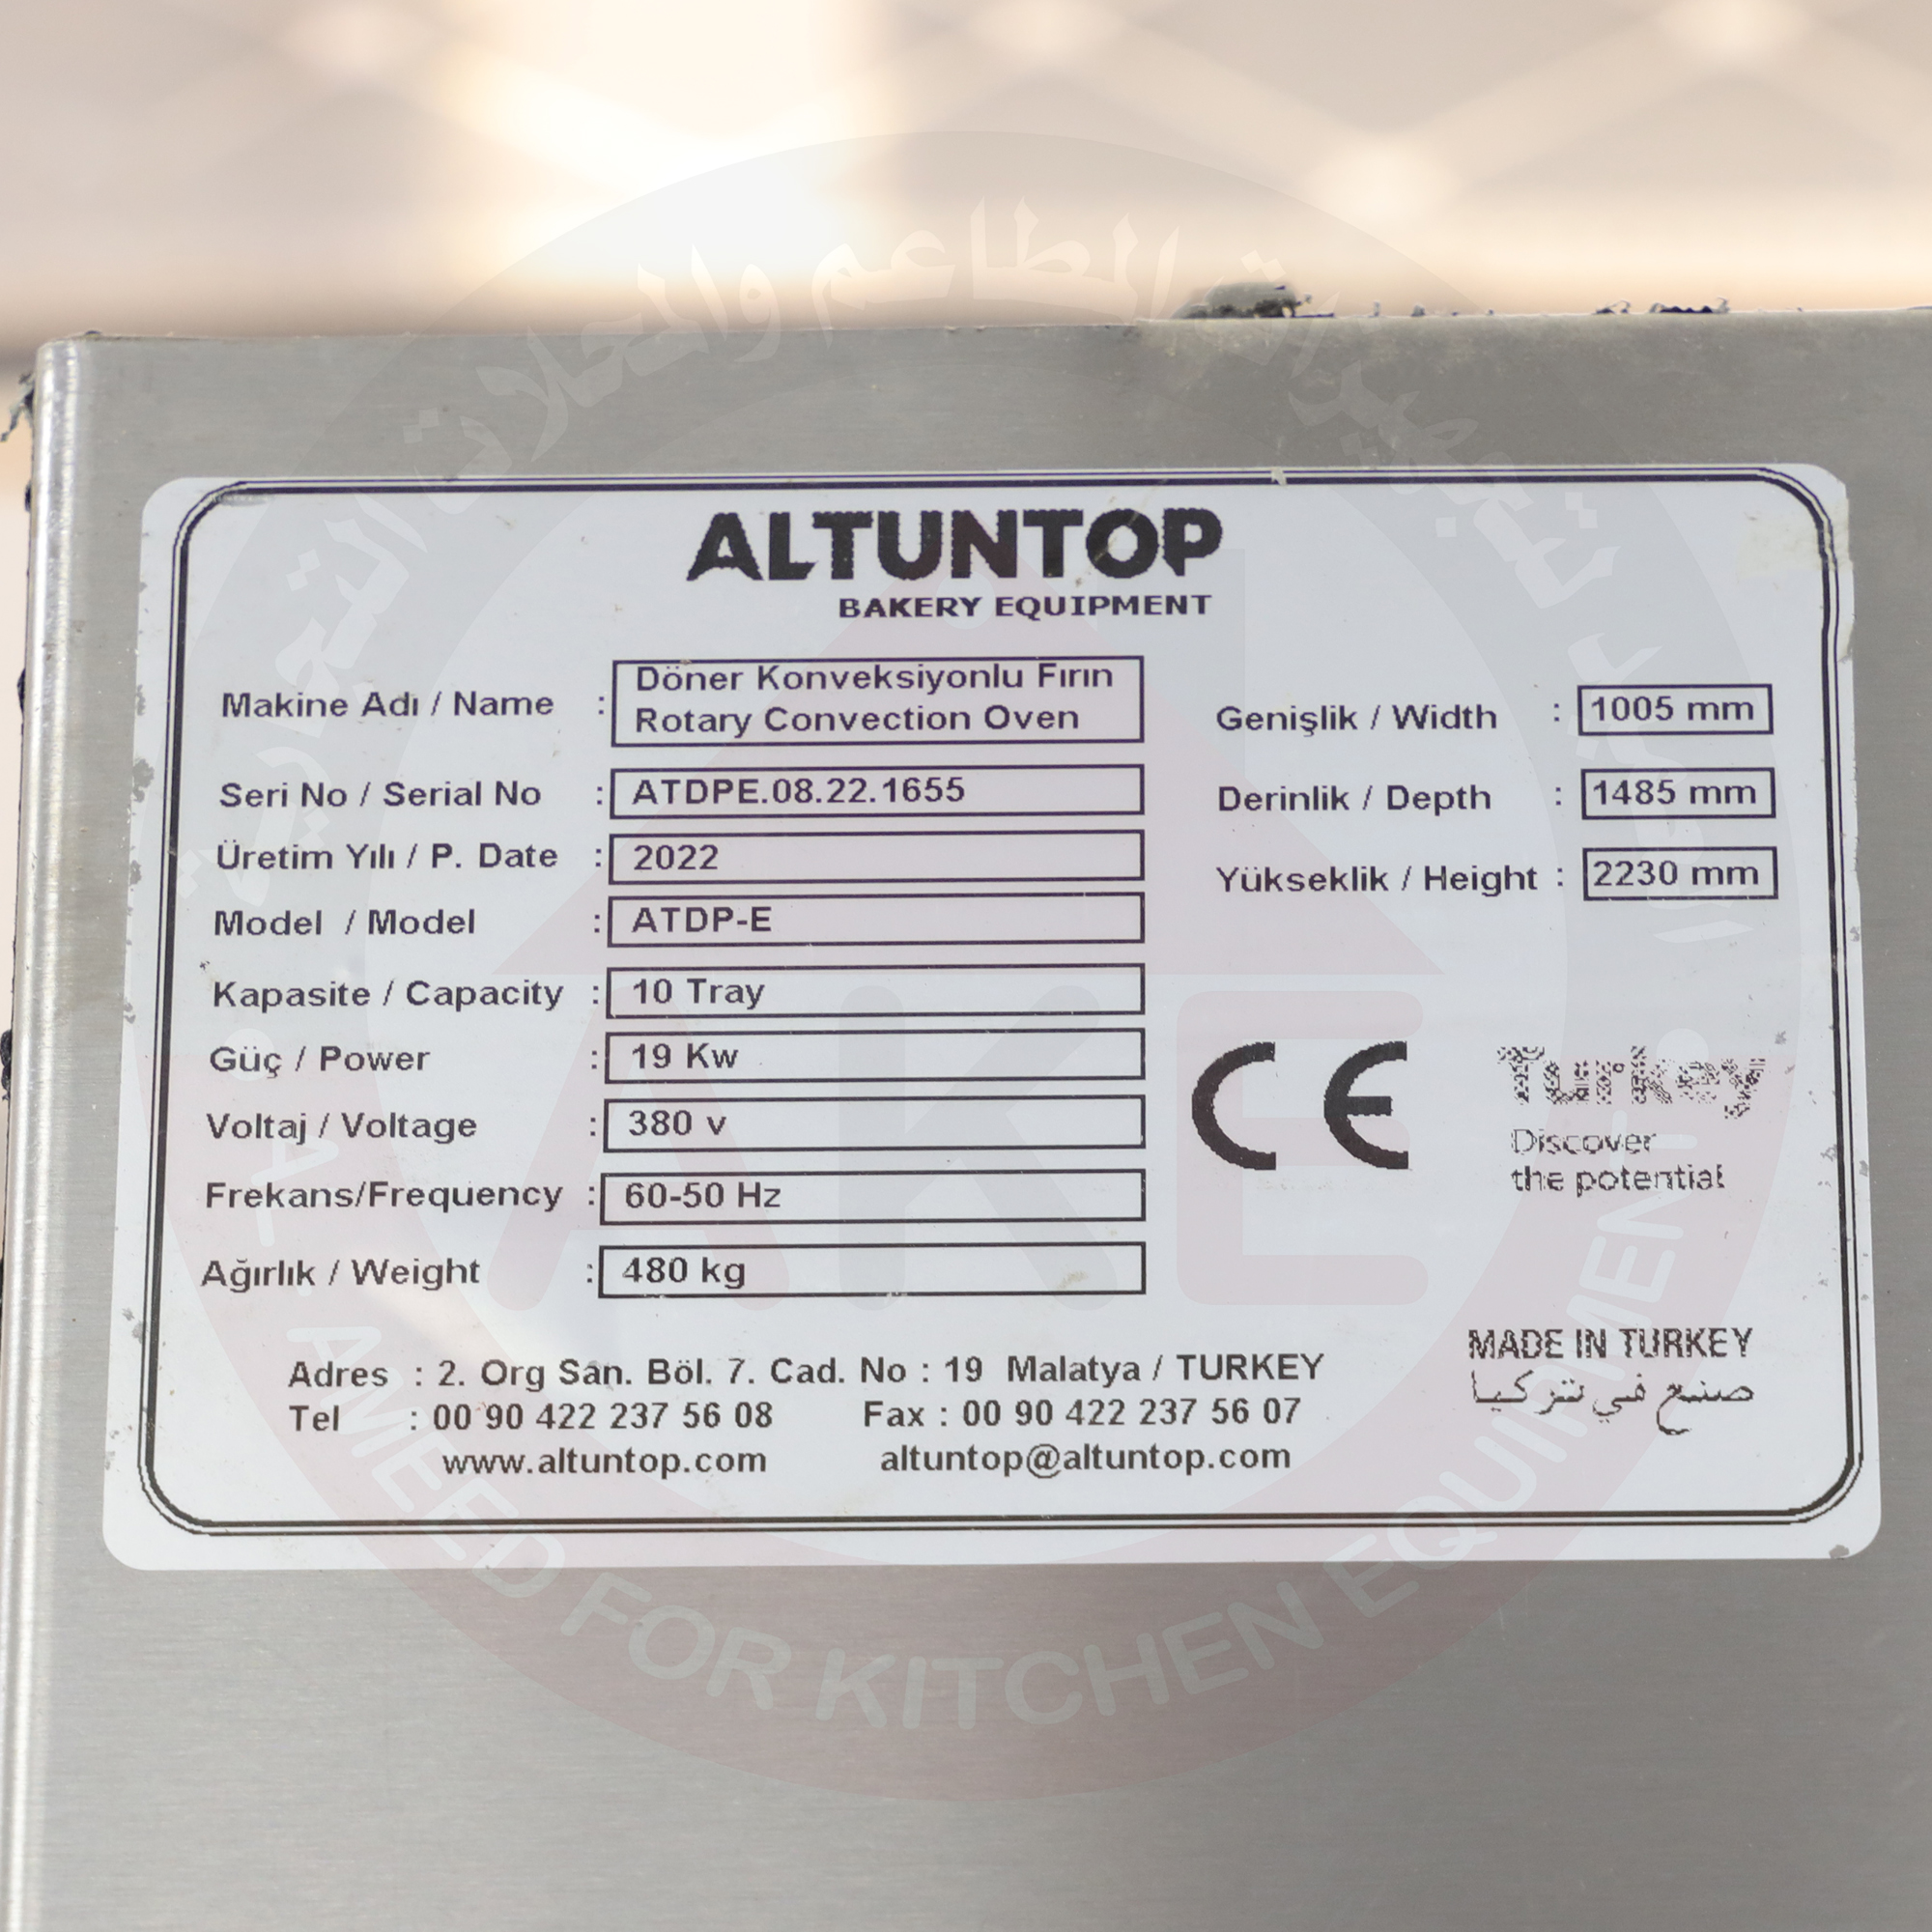 ALTUNTOP
BAKERY EQUIPMENT
Makine Adı / Name : Döner Konveksiyonlu Fırın
Rotary Convection Oven
Seri No / Serial No : ATDPE.08.22.1655
Üretim Yılı / P. Date : 2022
Model / Model : ATDP-E
Kapasite / Capacity : 10 Tray
Güç / Power : 19 Kw
Voltaj / Voltage : 380 v
Frekans/Frequency : 60-50 Hz
Ağırlık / Weight : 480 kg
Genişlik / Width : 1005 mm
Derinlik / Depth : 1485 mm
Yükseklik / Height : 2230 mm
CE
Turkey
Discover
the potential
MADE IN TURKEY
صنع في تركيا
Adres : 2. Org San. Böl. 7. Cad. No : 19 Malatya / TURKEY
Tel : 00 90 422 237 56 08 Fax : 00 90 422 237 56 07
www.altuntop.com altuntop@altuntop.com
AKE
AMEED FOR KITCHEN EQUIPMENT